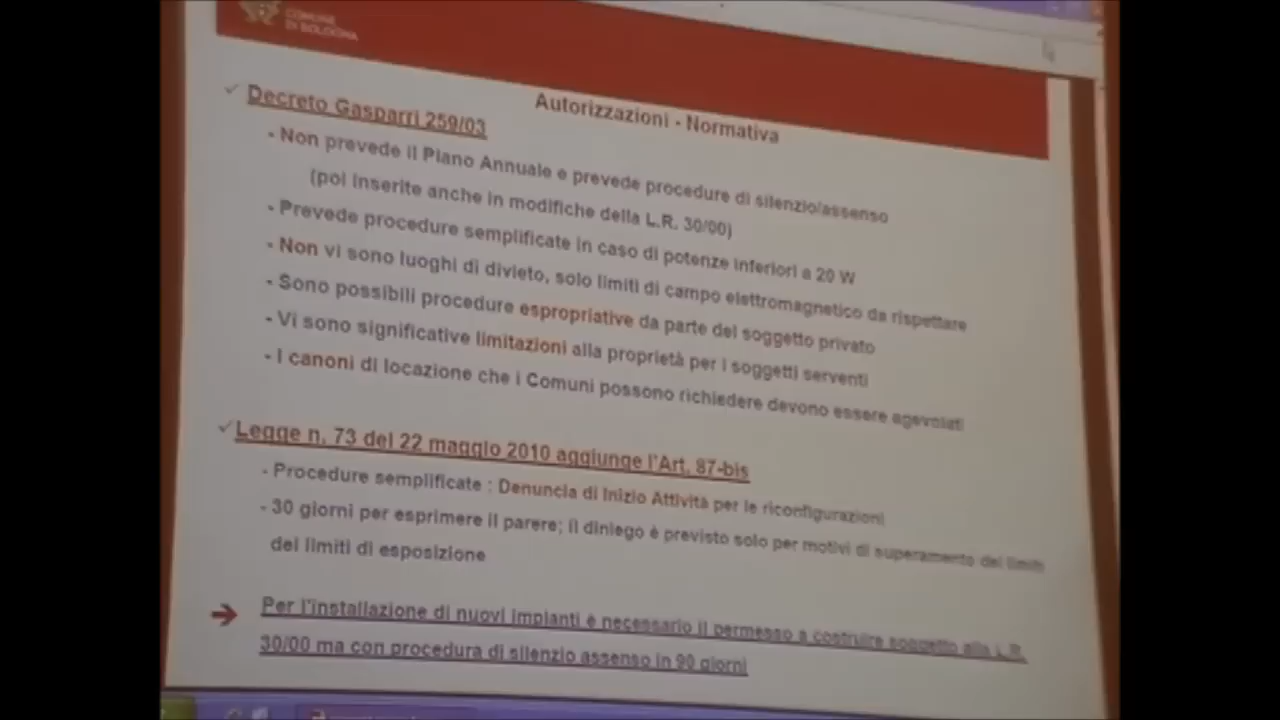 COMUNE
DI BOLOGNA
Autorizzazioni - Normativa
✓ Decreto Gasparri 259/03
- Non prevede il Piano Annuale e prevede procedure di silenzio/assenso
(poi inserite anche in modifiche della L.R. 30/00)
- Prevede procedure semplificate in caso di potenze inferiori a 20 W
- Non vi sono luoghi di divieto, solo limiti di campo elettromagnetico da rispettare
- Sono possibili procedure espropriative da parte del soggetto privato
- Vi sono significative limitazioni alla proprietà per i soggetti serventi
- I canoni di locazione che i Comuni possono richiedere devono essere agevolati
✓ Legge n. 73 del 22 maggio 2010 aggiunge l'Art. 87-bis
- Procedure semplificate : Denuncia di Inizio Attività per le riconfigurazioni
- 30 giorni per esprimere il parere; il diniego è previsto solo per motivi di superamento dei limiti
dei limiti di esposizione
➔ Per l'installazione di nuovi impianti è necessario il permesso a costruire soggetto alla L.R.
30/00 ma con procedura di silenzio assenso in 90 giorni